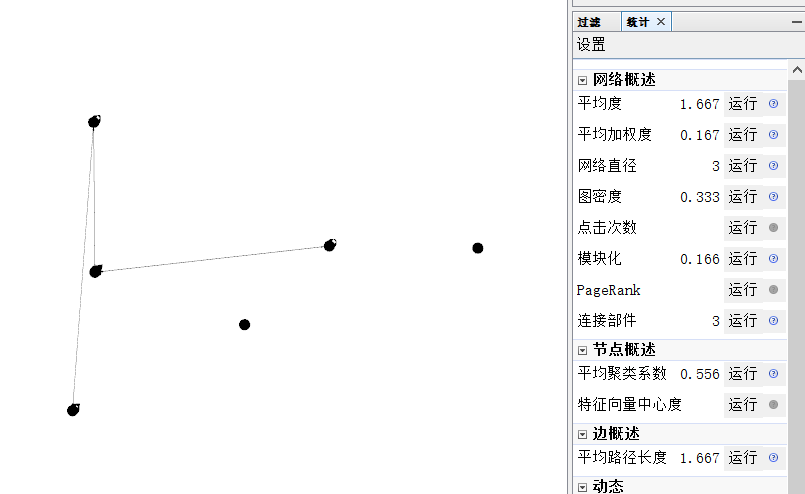 过滤 统计
设置
网络概述
平均度 1.667 运行
平均加权度 0.167 运行
网络直径 3 运行
图密度 0.333 运行
点击次数 运行
模块化 0.166 运行
PageRank 运行
连接部件 3 运行
节点概述
平均聚类系数 0.556 运行
特征向量中心度 运行
边概述
平均路径长度 1.667 运行
动态